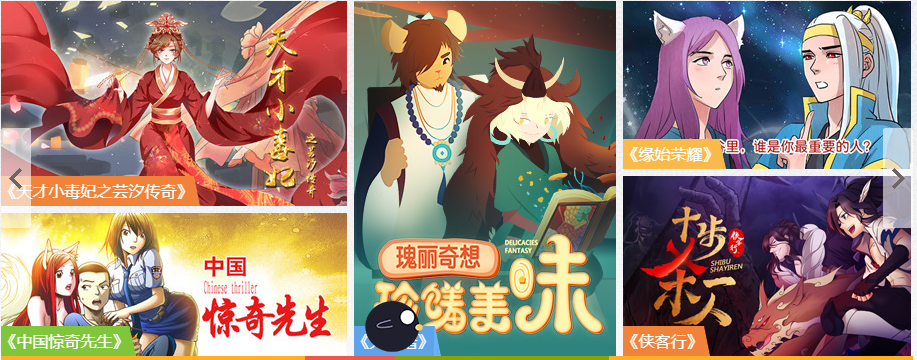 天才小毒妃
之芸汐传奇
《天才小毒妃之芸汐传奇》
中国
Chinese thriller
惊奇先生
《中国惊奇先生》
瑰丽奇想
DELICACIES
FANTASY
珍馐美味
里，谁是你最重要的人？
《缘始荣耀》
十步杀一人
侠客行
SHIBU
SHAYIREN
《侠客行》